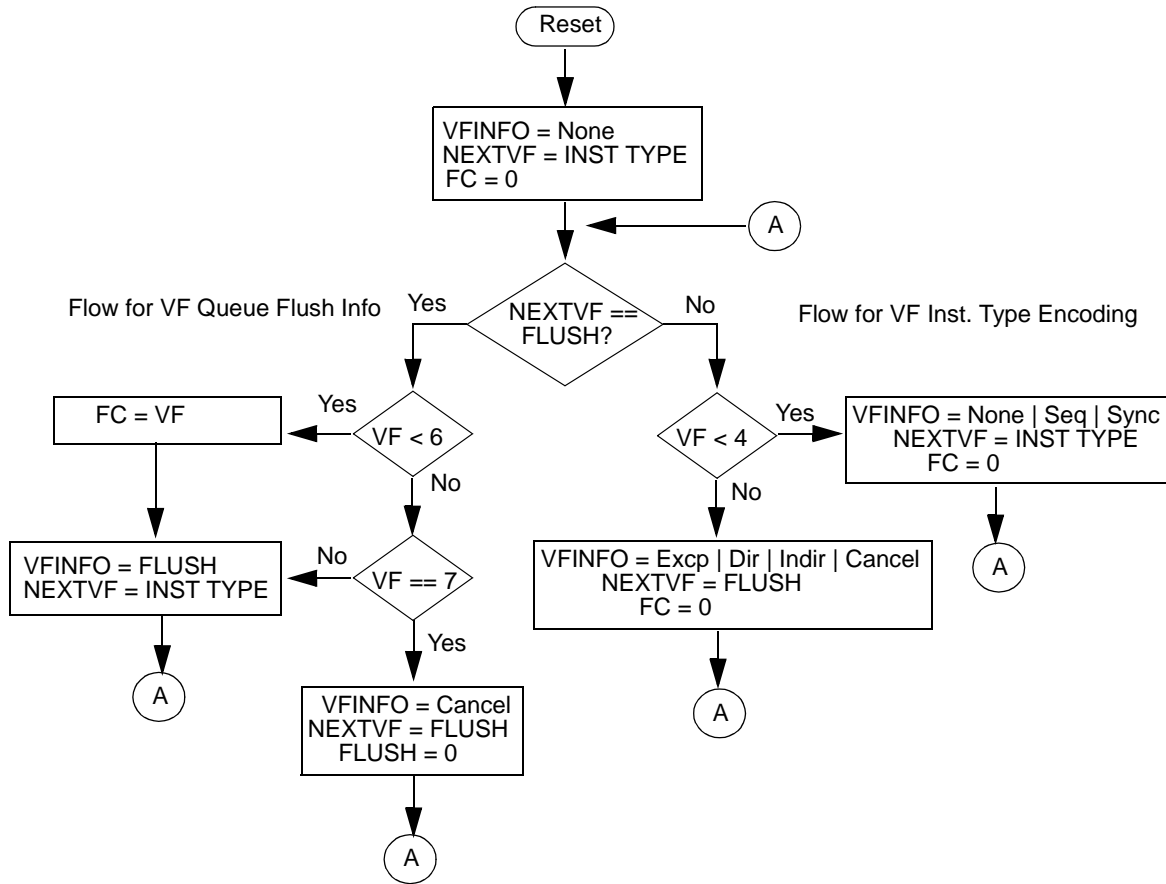 Reset
VFINFO = None
NEXTVF = INST TYPE
FC = 0
A
Flow for VF Queue Flush Info
Yes
NEXTVF ==
FLUSH?
No
Flow for VF Inst. Type Encoding
FC = VF
Yes
VF < 6
No
VF < 4
Yes
No
VFINFO = None | Seq | Sync
NEXTVF = INST TYPE
FC = 0
VFINFO = FLUSH
NEXTVF = INST TYPE
No
VF == 7
Yes
VFINFO = Excp | Dir | Indir | Cancel
NEXTVF = FLUSH
FC = 0
A
A
VFINFO = Cancel
NEXTVF = FLUSH
FLUSH = 0
A
A